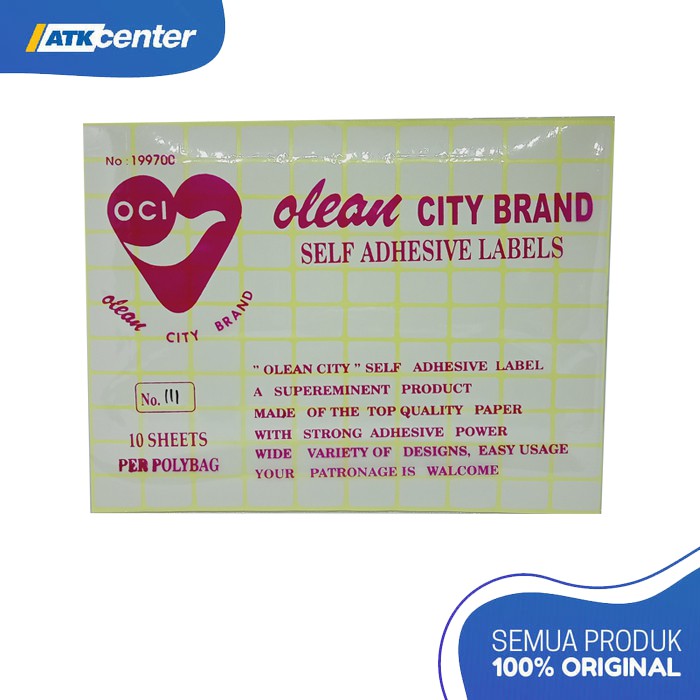 ATKcenter
No : 19970C
OCI
olean CITY BRAND
SELF ADHESIVE LABELS
olean CITY BRAND
" OLEAN CITY " SELF ADHESIVE LABEL
A SUPEREMINENT PRODUCT
MADE OF THE TOP QUALITY PAPER
WITH STRONG ADHESIVE POWER
WIDE VARIETY OF DESIGNS, EASY USAGE
YOUR PATRONAGE IS WALCOME
No. 111
10 SHEETS
PER POLYBAG
SEMUA PRODUK
100% ORIGINAL